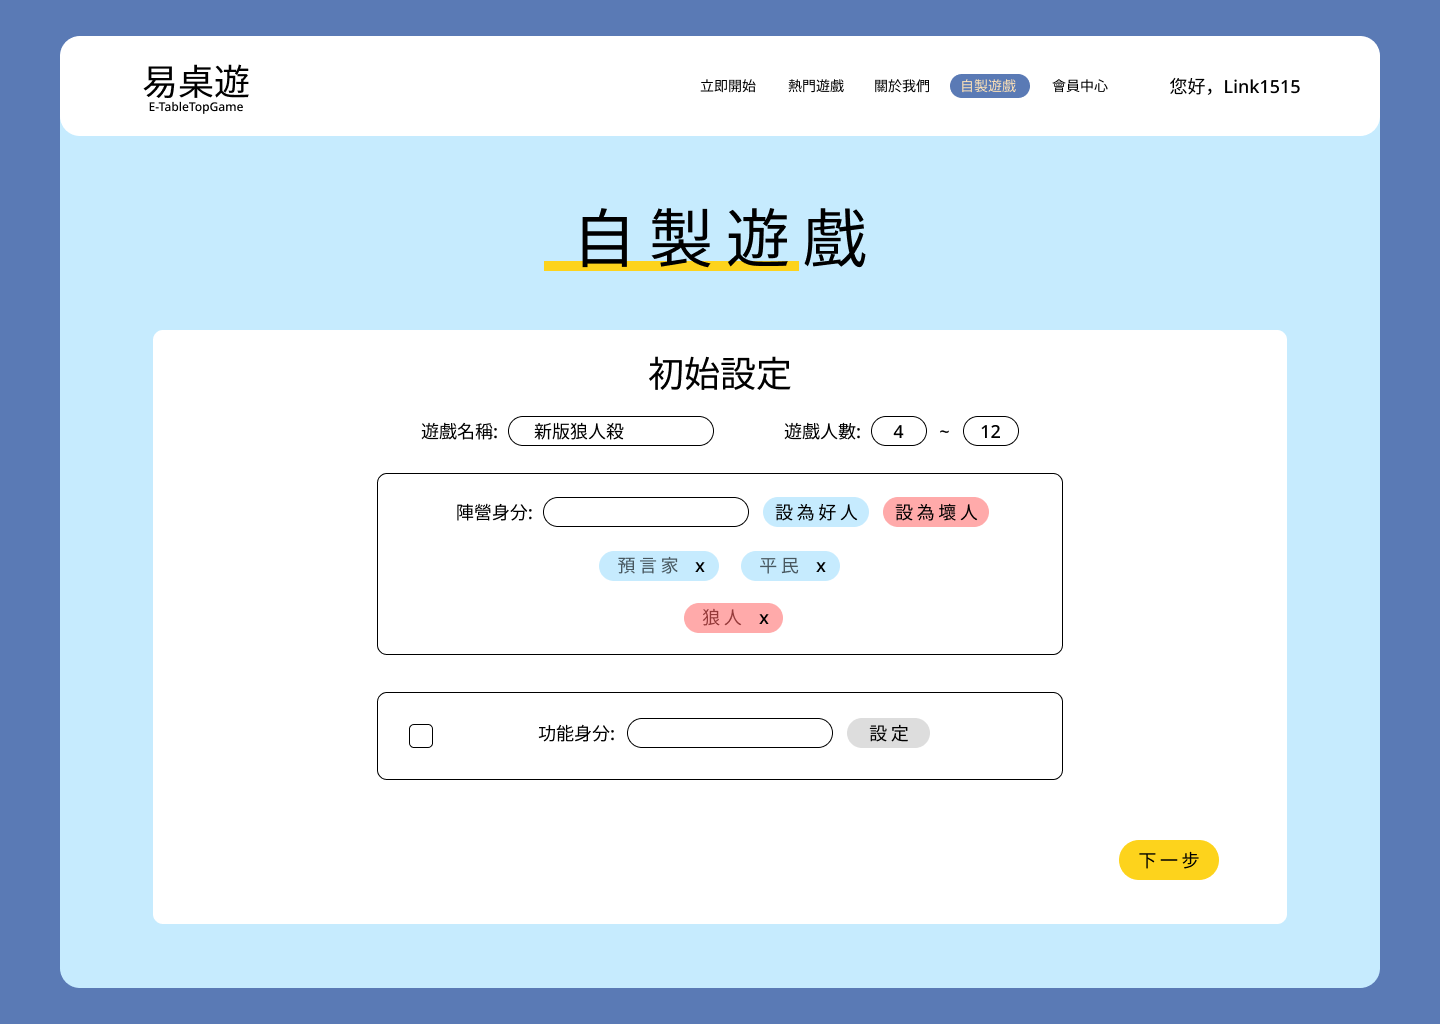 易桌遊
E-TableTopGame
立即開始 熱門遊戲 關於我們 自製遊戲 會員中心 您好，Link1515
自製遊戲
初始設定
遊戲名稱: 新版狼人殺 遊戲人數: 4 ~ 12
陣營身分: 設為好人 設為壞人
預言家 x 平民 x
狼人 x
功能身分: 設定
下一步